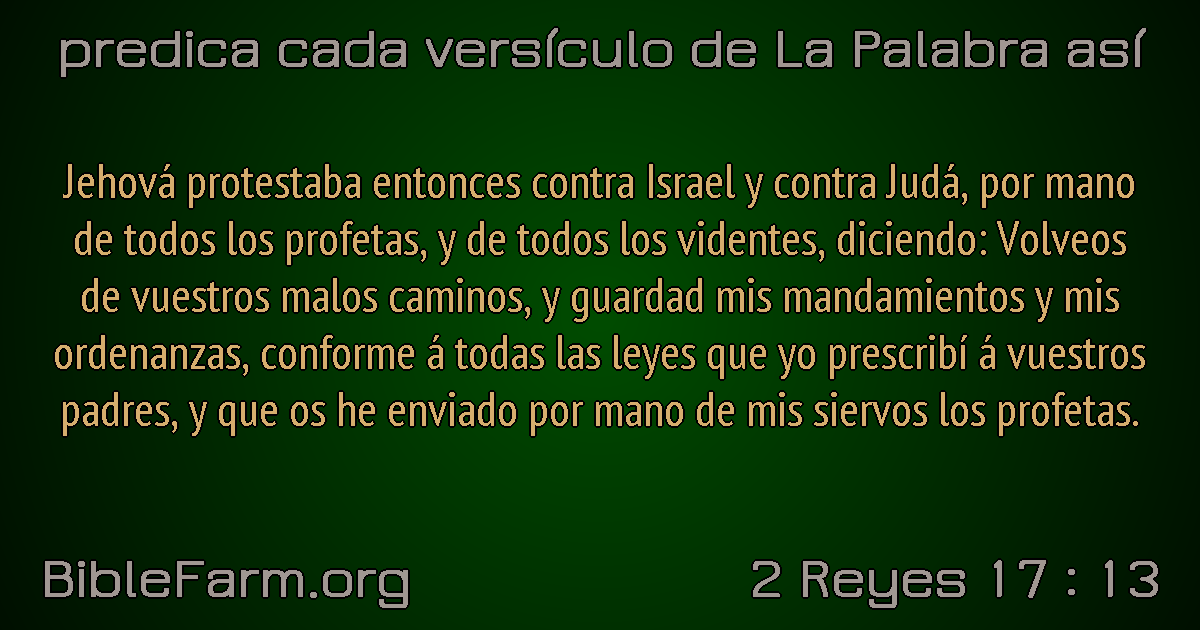 predica cada versículo de La Palabra así
Jehová protestaba entonces contra Israel y contra Judá, por mano
de todos los profetas, y de todos los videntes, diciendo: Volveos
de vuestros malos caminos, y guardad mis mandamientos y mis
ordenanzas, conforme á todas las leyes que yo prescribí á vuestros
padres, y que os he enviado por mano de mis siervos los profetas.
BibleFarm.org
2 Reyes 17 : 13